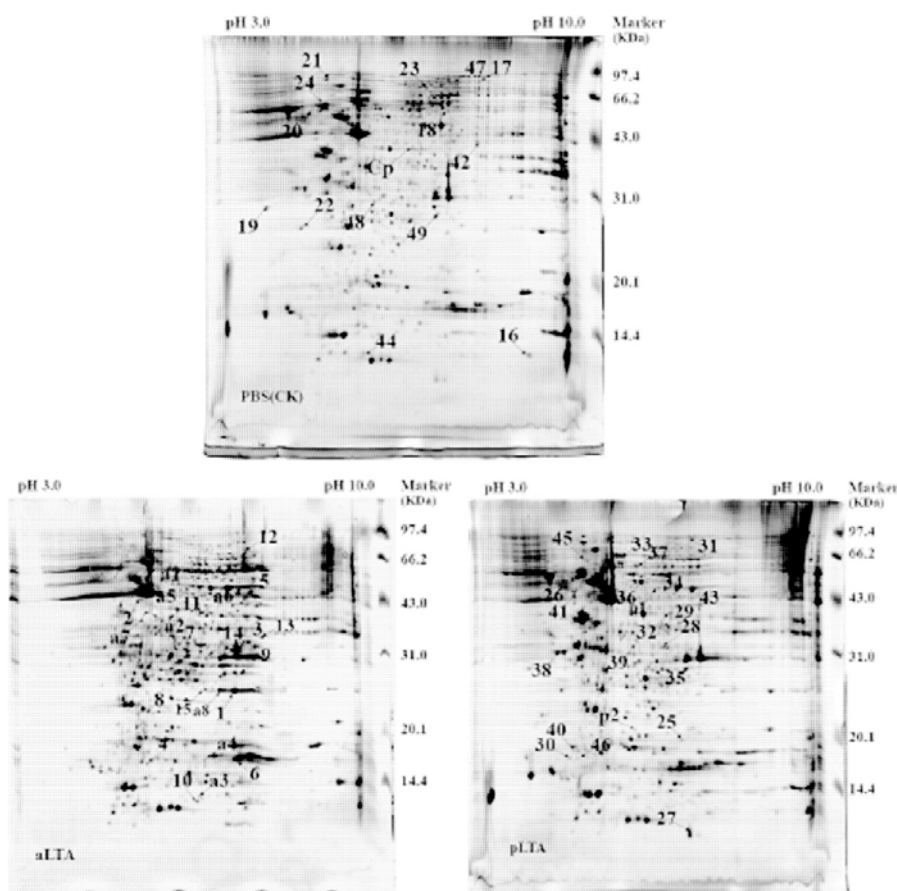 pH 3.0 pH 10.0 Marker
(KDa)
21 23 47 17 97.4
24 66.2
20 18 43.0
Cp 42
19 22 48 49 31.0
20.1
44 16 14.4
PBS(CK)
pH 3.0 pH 10.0 Marker
(KDa)
12 97.4
66.2
5
a5 a6
11 43.0
2 a2 13
7 3 14
9 31.0
8 15 a8 1
4 a4 20.1
10 a3 6 14.4
aLTA
pH 3.0 pH 10.0 Marker
(KDa)
45 33 37 31 97.4
66.2
26 36 34 43 43.0
41 a1 29
32 28
38 39 35 31.0
p2 25
40 20.1
30 46
14.4
27
pLTA